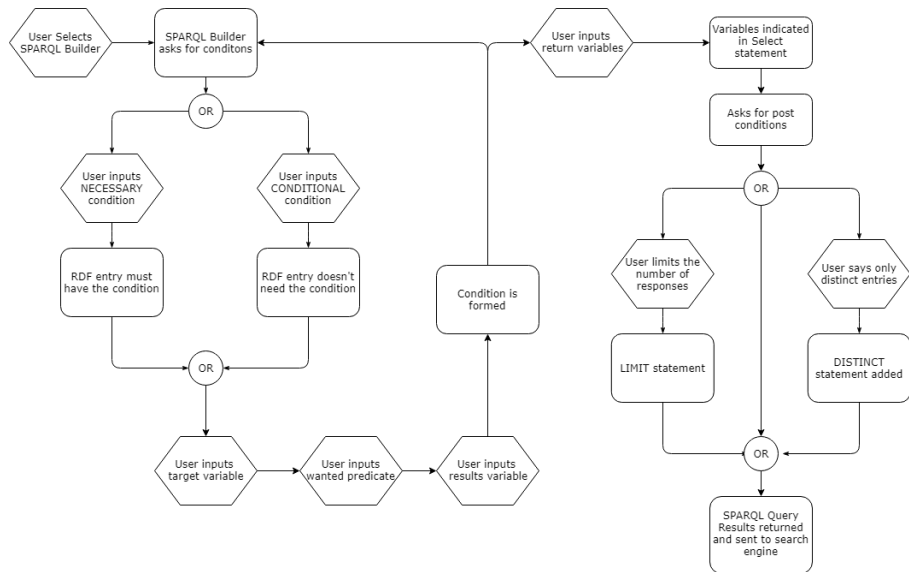 User Selects
SPARQL Builder
SPARQL Builder
asks for conditons
OR
User inputs
NECESSARY
condition
User inputs
CONDITIONAL
condition
RDF entry must
have the condition
RDF entry doesn't
need the condition
OR
User inputs
target variable
User inputs
wanted predicate
User inputs
results variable
Condition is
formed
User inputs
return variables
Variables indicated
in Select
statement
Asks for post
conditions
OR
User limits the
number of
responses
User says only
distinct entries
LIMIT statement
DISTINCT
statement added
OR
SPARQL Query
Results returned
and sent to search
engine